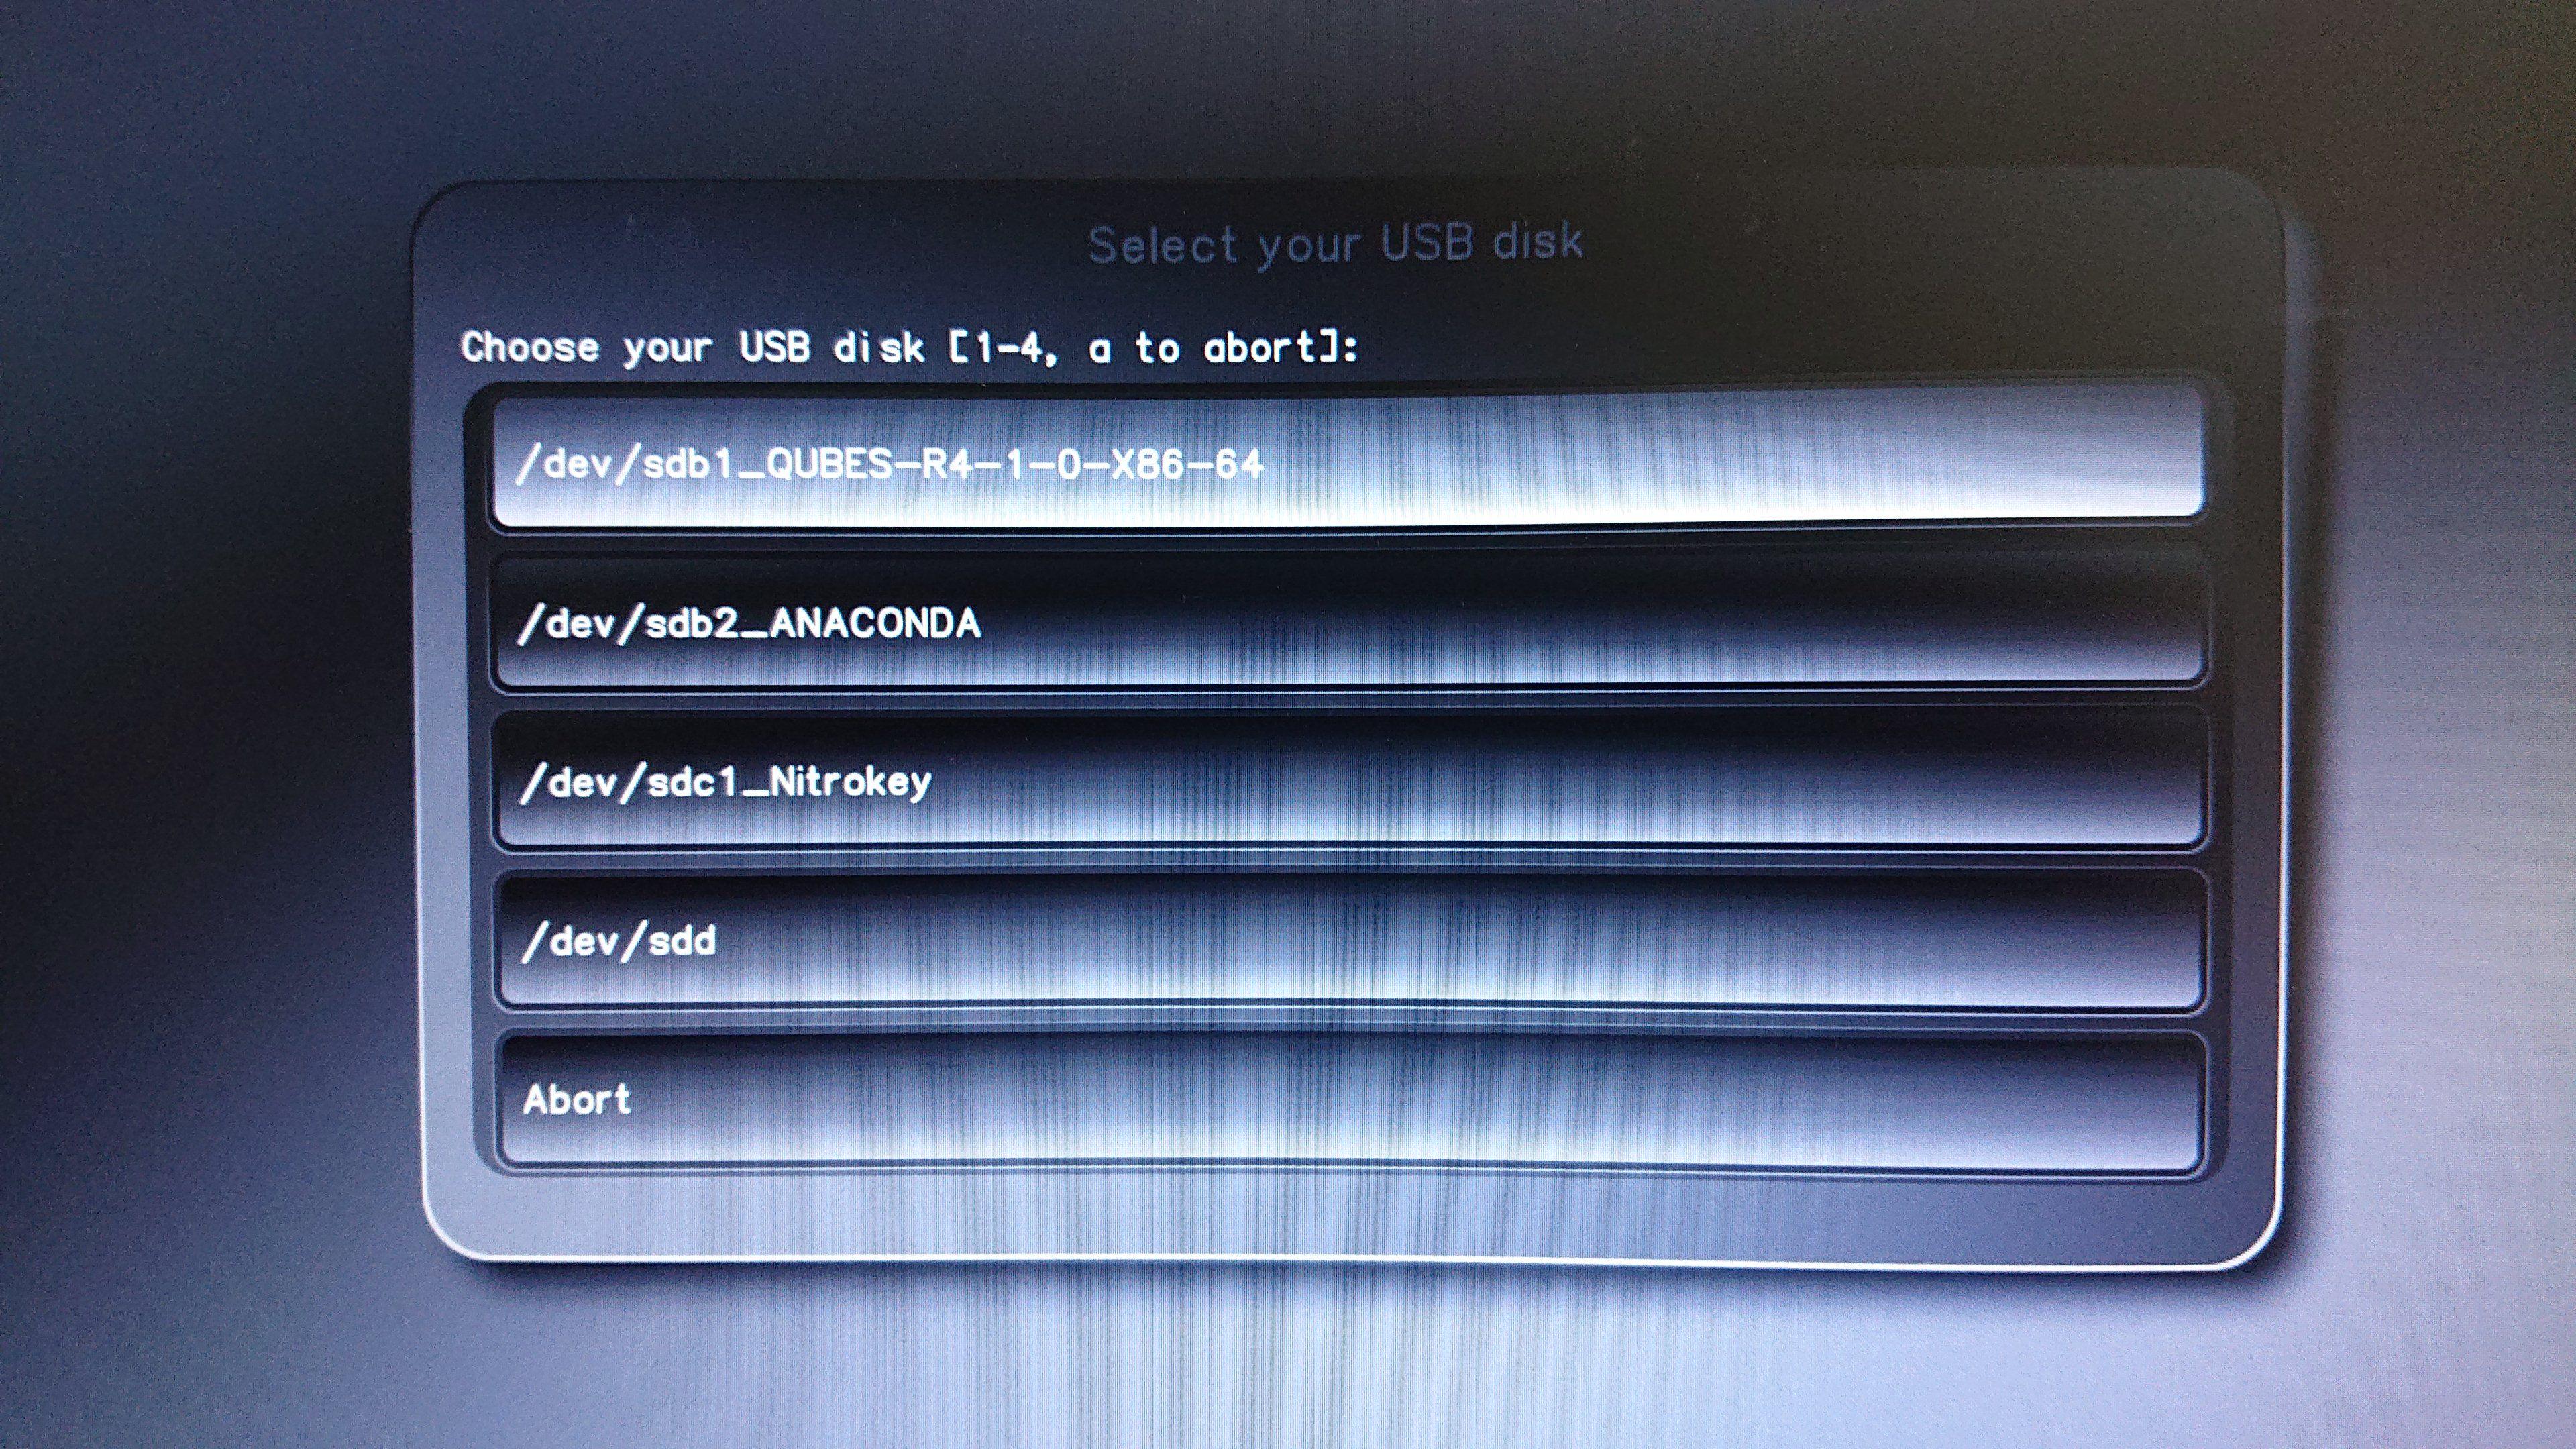 Select your USB disk
Choose your USB disk [1-4, a to abort]:
/dev/sdb1_QUBES-R4-1-0-X86-64
/dev/sdb2_ANACONDA
/dev/sdc1_Nitrokey
/dev/sdd
Abort